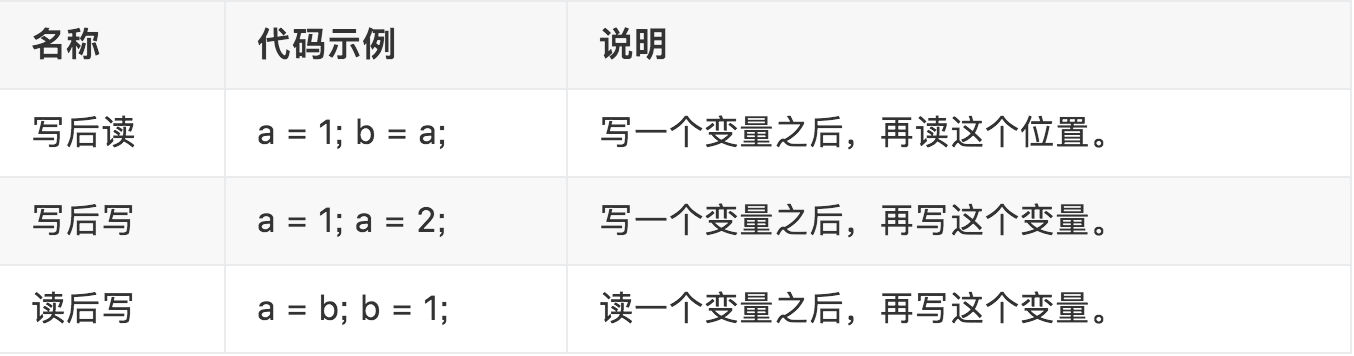 名称 代码示例 说明
写后读 a = 1; b = a; 写一个变量之后，再读这个位置。
写后写 a = 1; a = 2; 写一个变量之后，再写这个变量。
读后写 a = b; b = 1; 读一个变量之后，再写这个变量。